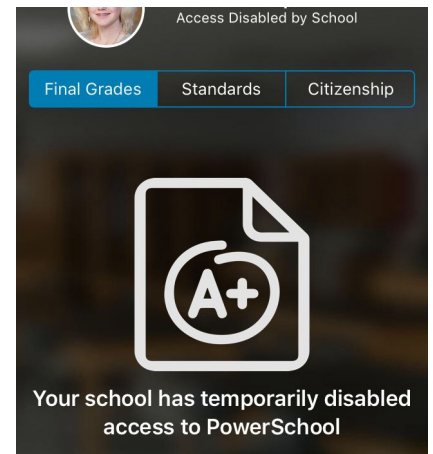 Access Disabled by School
Final Grades Standards Citizenship
A+
Your school has temporarily disabled
access to PowerSchool